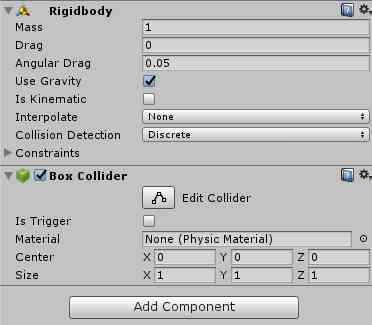 Rigidbody
Mass 1
Drag 0
Angular Drag 0.05
Use Gravity
Is Kinematic
Interpolate None
Collision Detection Discrete
Constraints
Box Collider
Edit Collider
Is Trigger
Material None (Physic Material)
Center X 0 Y 0 Z 0
Size X 1 Y 1 Z 1
Add Component